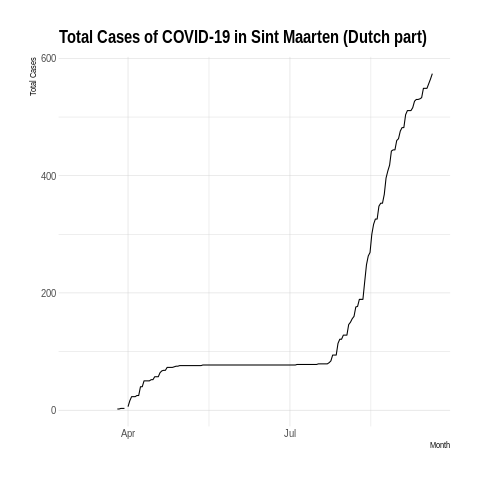 Total Cases of COVID-19 in Sint Maarten (Dutch part)
Total Cases
600
400
200
0
Apr
Jul
Month